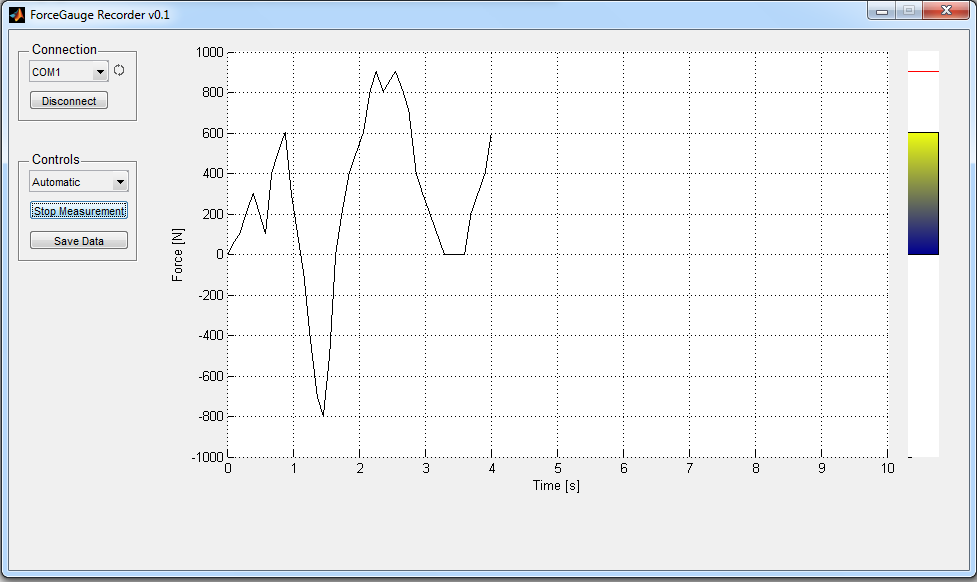 ForceGauge Recorder v0.1
Connection
COM1
Disconnect
Controls
Automatic
Stop Measurement
Save Data
Force [N]
1000
800
600
400
200
0
-200
-400
-600
-800
-1000
0 1 2 3 4 5 6 7 8 9 10
Time [s]